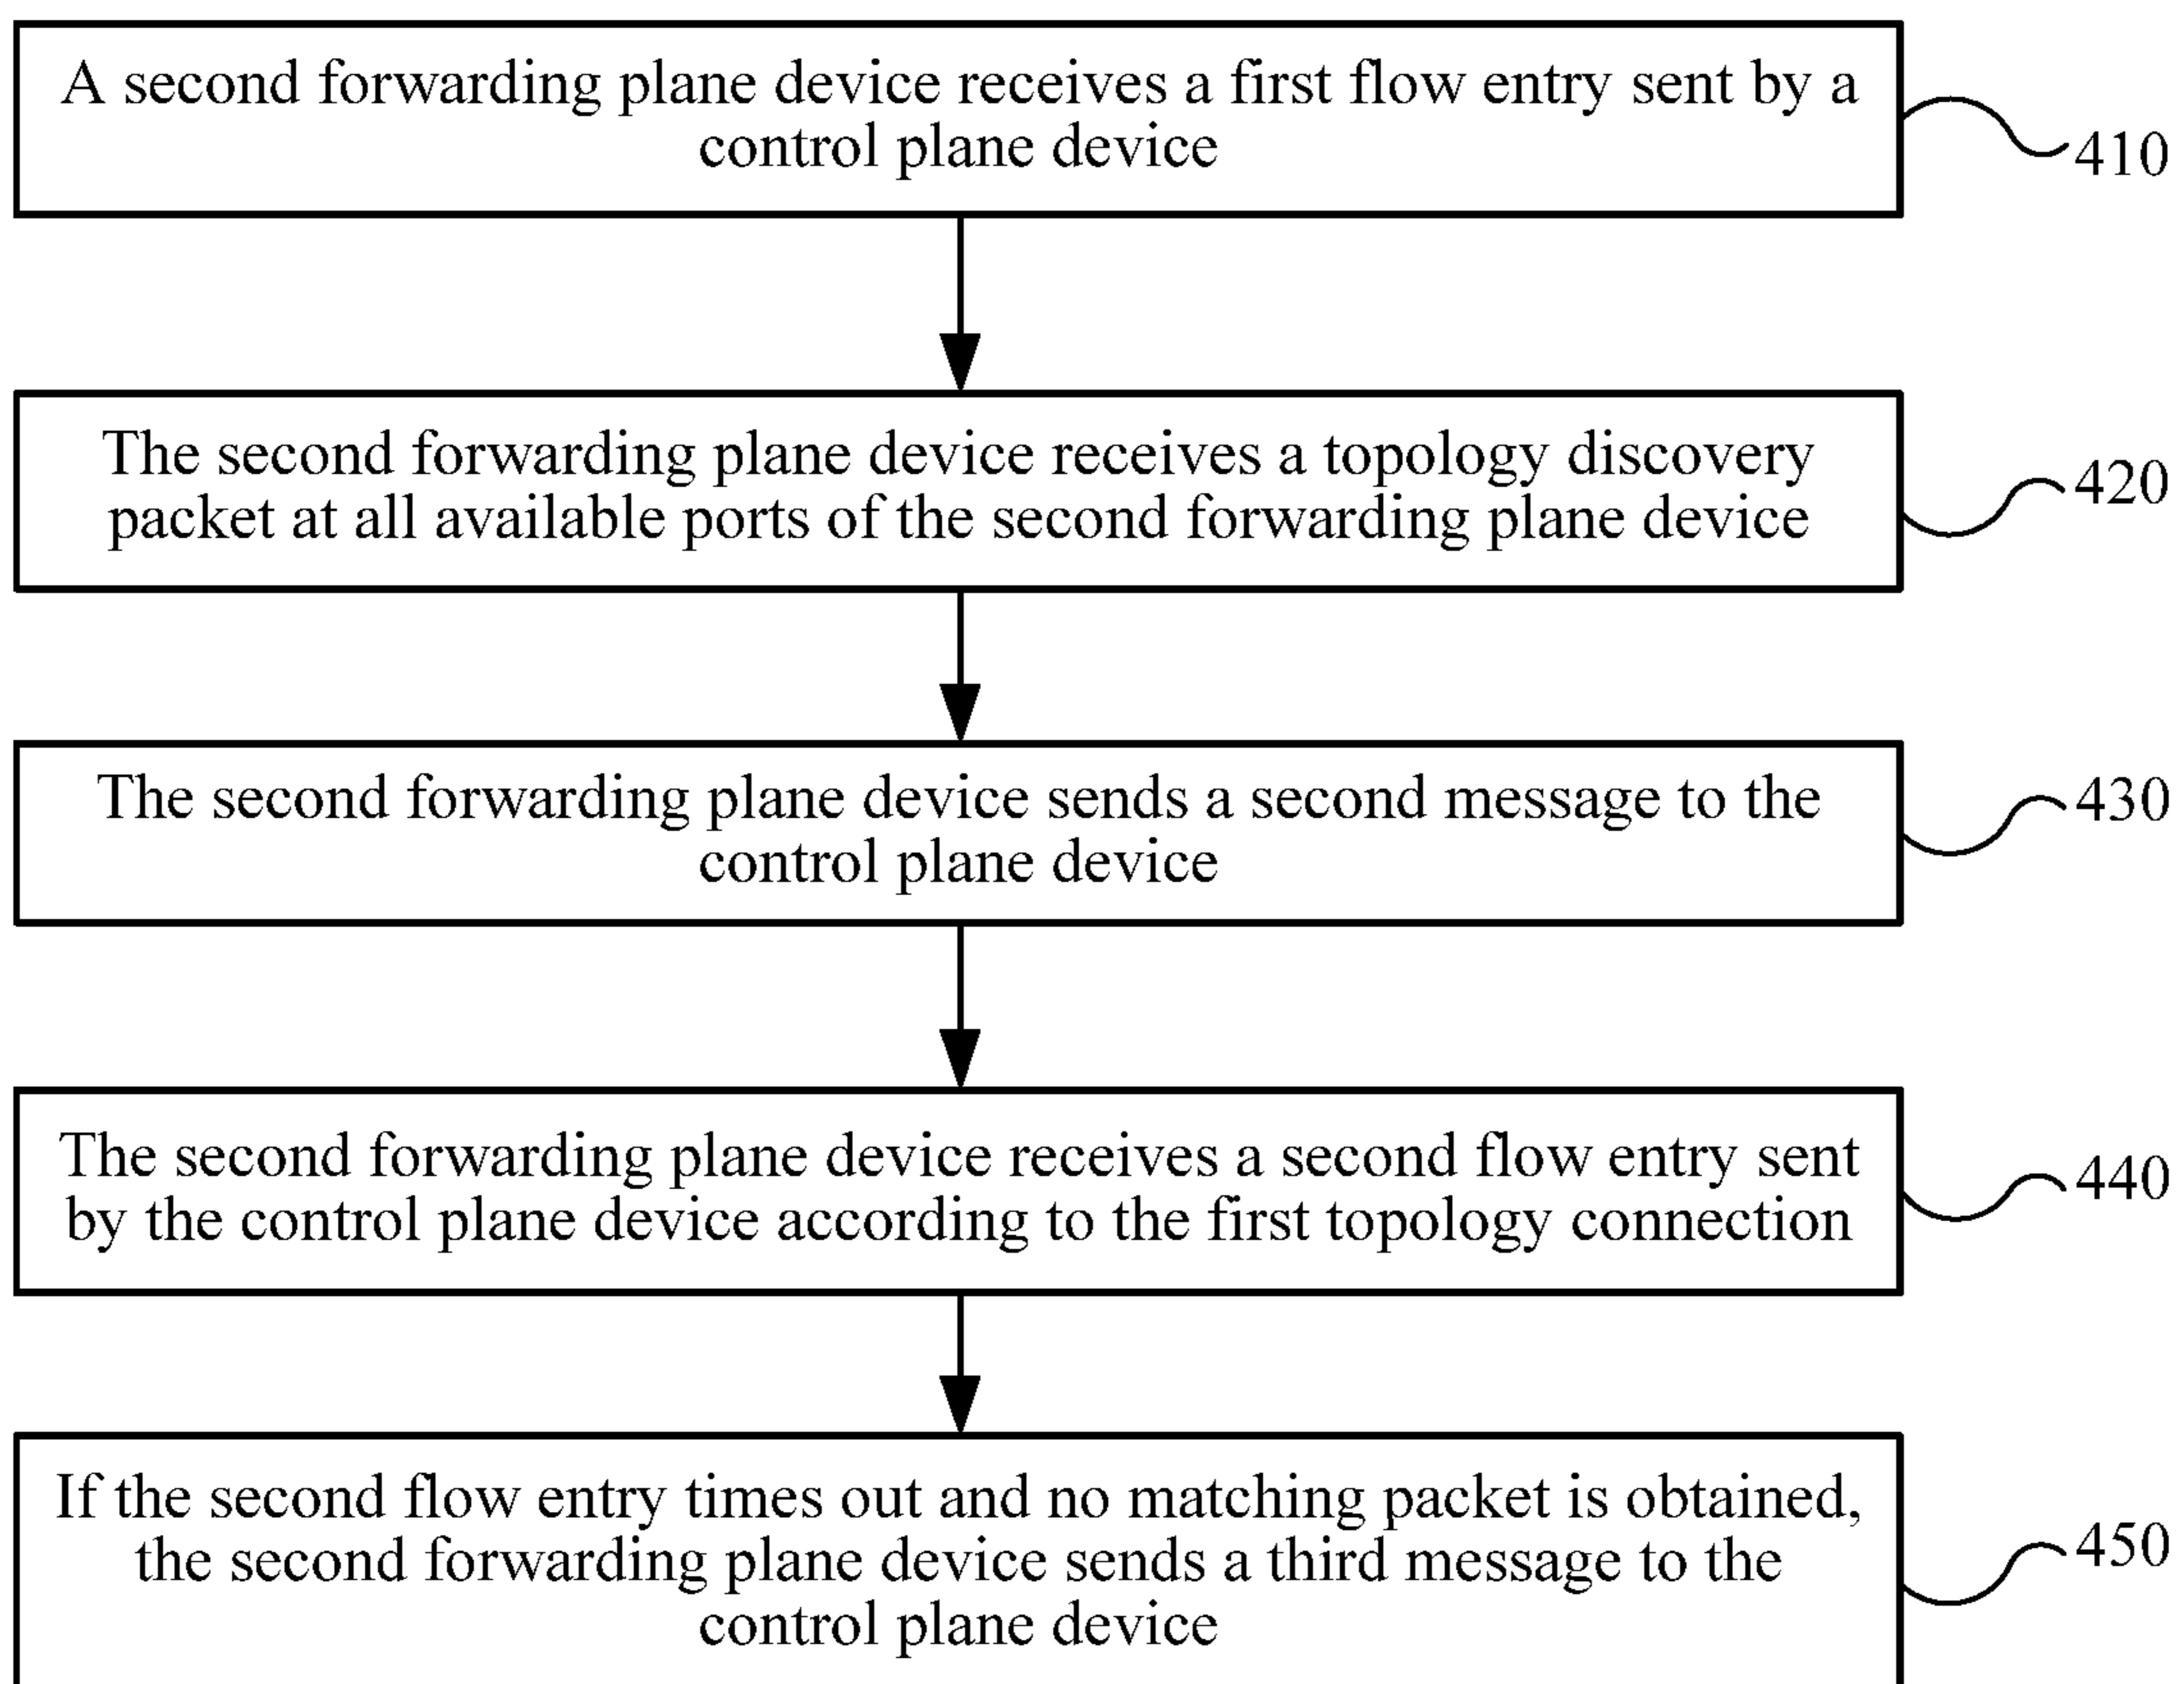 A second forwarding plane device receives a first flow entry sent by a
control plane device
410
The second forwarding plane device receives a topology discovery
packet at all available ports of the second forwarding plane device
420
The second forwarding plane device sends a second message to the
control plane device
430
The second forwarding plane device receives a second flow entry sent
by the control plane device according to the first topology connection
440
If the second flow entry times out and no matching packet is obtained,
the second forwarding plane device sends a third message to the
control plane device
450